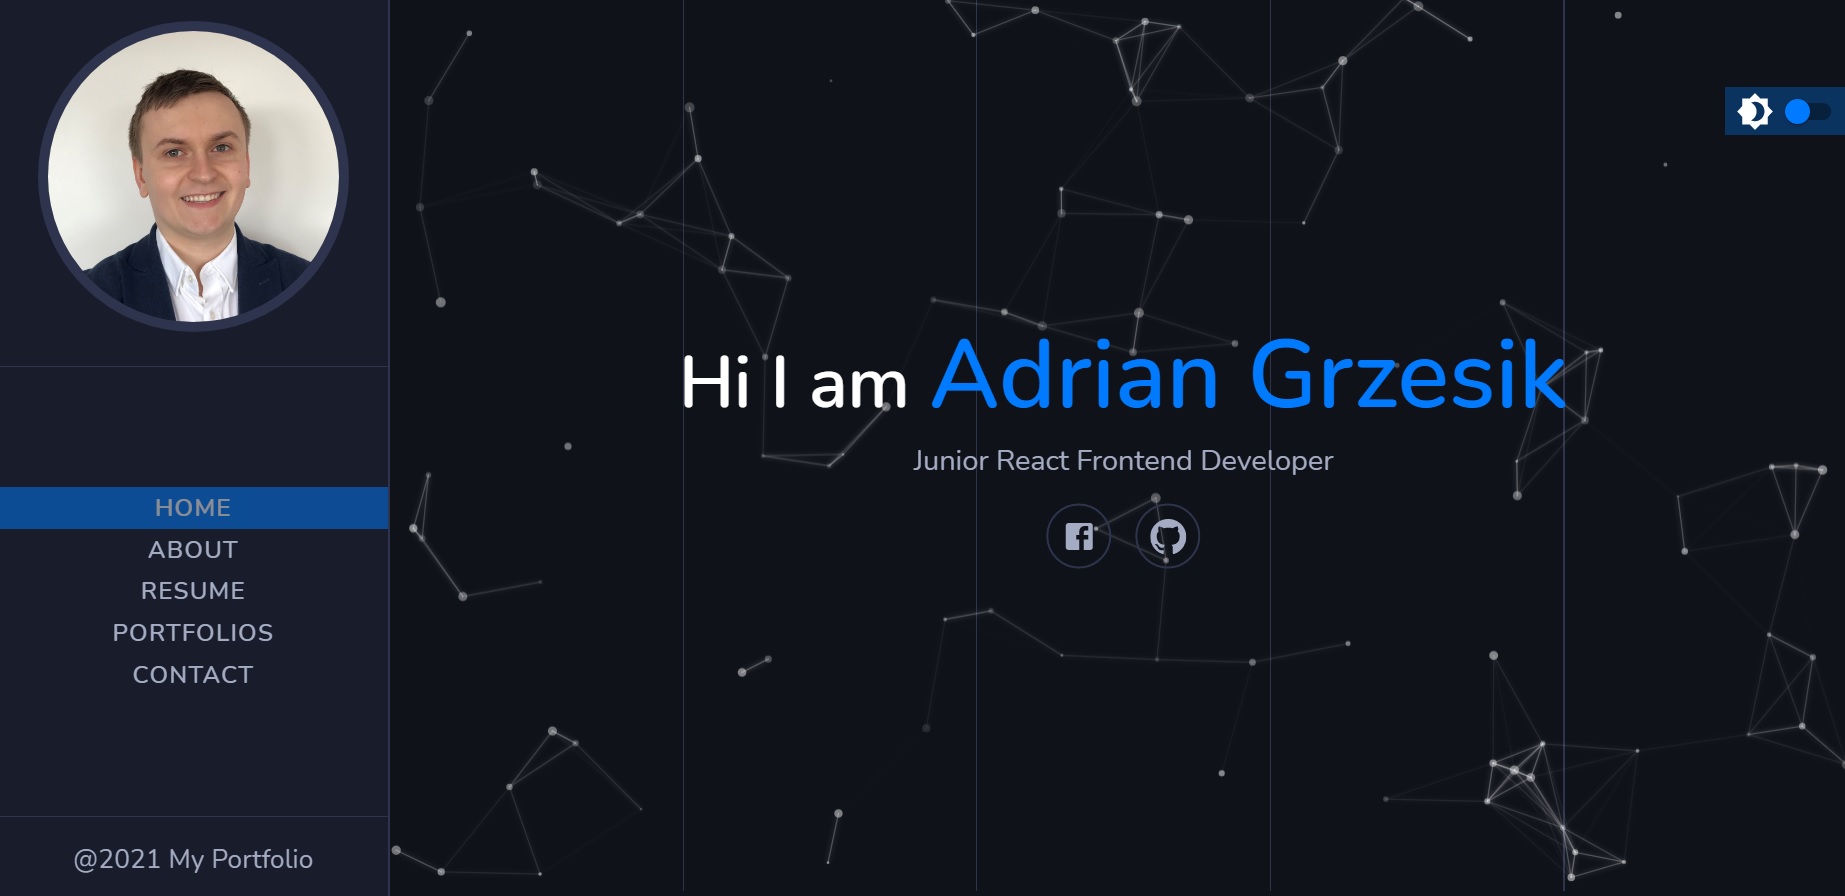 HOME
ABOUT
RESUME
PORTFOLIOS
CONTACT
@2021 My Portfolio
Hi I am Adrian Grzesik
Junior React Frontend Developer